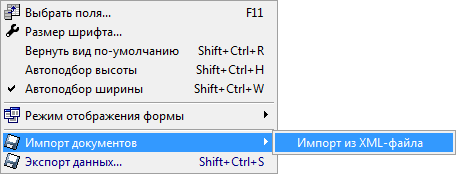 Выбрать поля... F11
Размер шрифта...
Вернуть вид по-умолчанию Shift+Ctrl+R
Автоподбор высоты Shift+Ctrl+H
Автоподбор ширины Shift+Ctrl+W
Режим отображения формы
Импорт документов Импорт из XML-файла
Экспорт данных... Shift+Ctrl+S